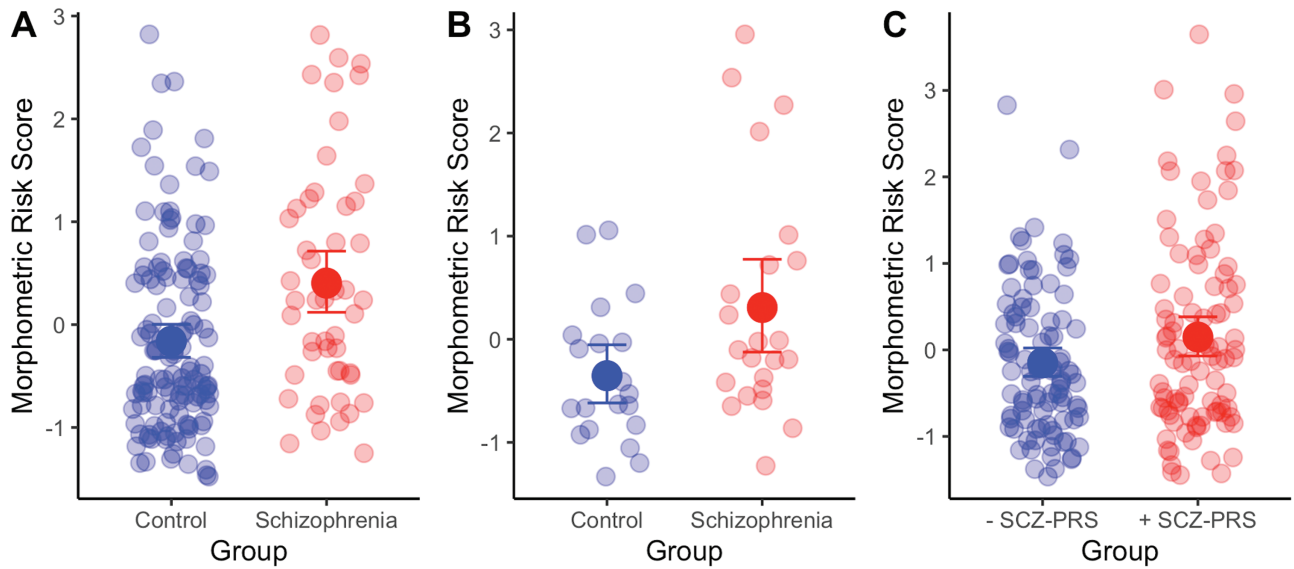 A
Morphometric Risk Score
3
2
1
0
-1
Control
Schizophrenia
Group
B
Morphometric Risk Score
3
2
1
0
-1
Control
Schizophrenia
Group
C
Morphometric Risk Score
3
2
1
0
-1
- SCZ-PRS
+ SCZ-PRS
Group